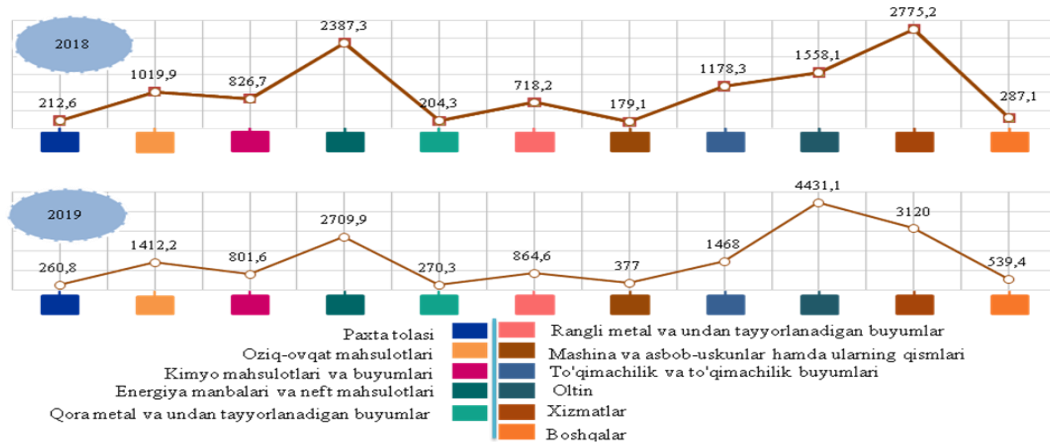 2018
212,6
1019,9
826,7
2387,3
204,3
718,2
179,1
1178,3
1558,1
2775,2
287,1
2019
260,8
1412,2
801,6
2709,9
270,3
864,6
377
1468
4431,1
3120
539,4
Paxta tolasi
Oziq-ovqat mahsulotlari
Kimyo mahsulotlari va buyumlari
Energiya manbalari va neft mahsulotlari
Qora metal va undan tayyorlanadigan buyumlar
Rangli metal va undan tayyorlanadigan buyumlar
Mashina va asbob-uskunlar hamda ularning qismlari
To'qimachilik va to'qimachilik buyumlari
Oltin
Xizmatlar
Boshqalar